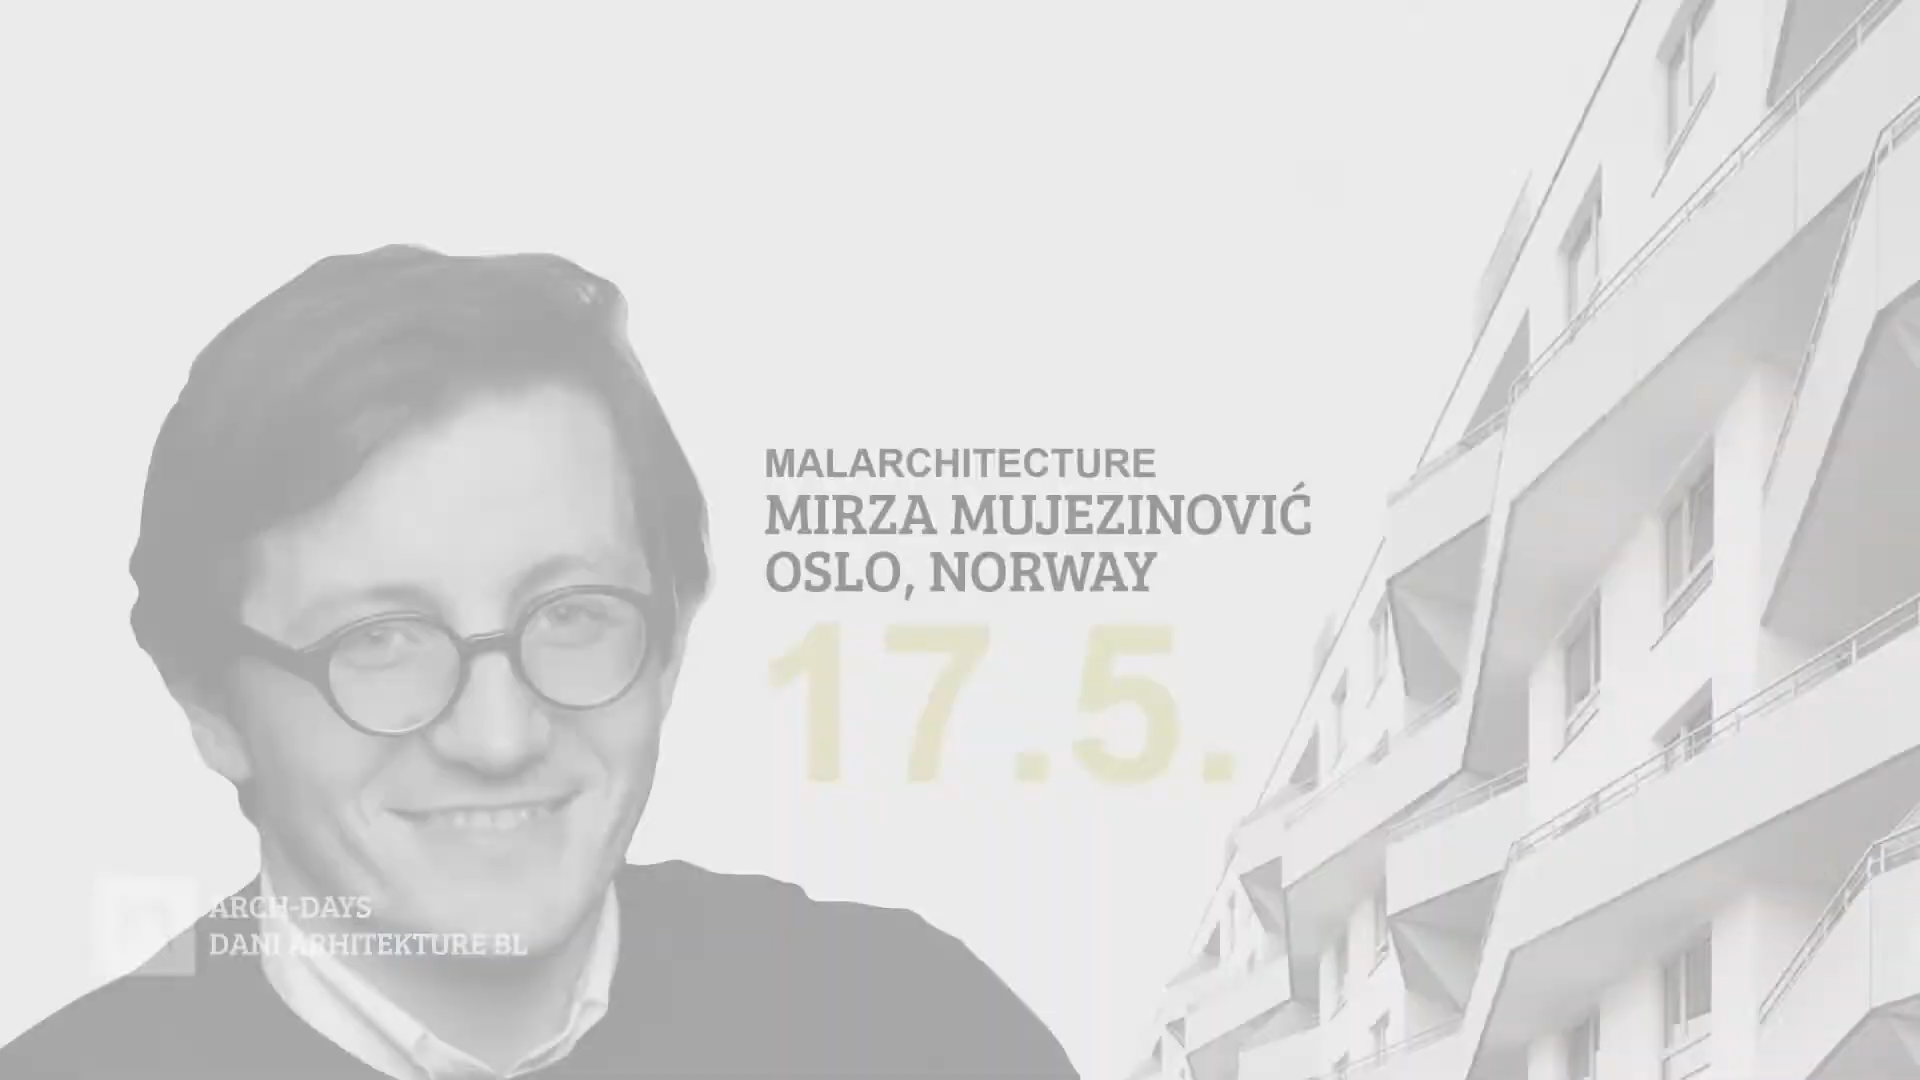 MALARCHITECTURE
MIRZA MUJEZINOVIĆ
OSLO, NORWAY
17.5.
ARCH-DAYS
DANI ARHITEKTURE BL